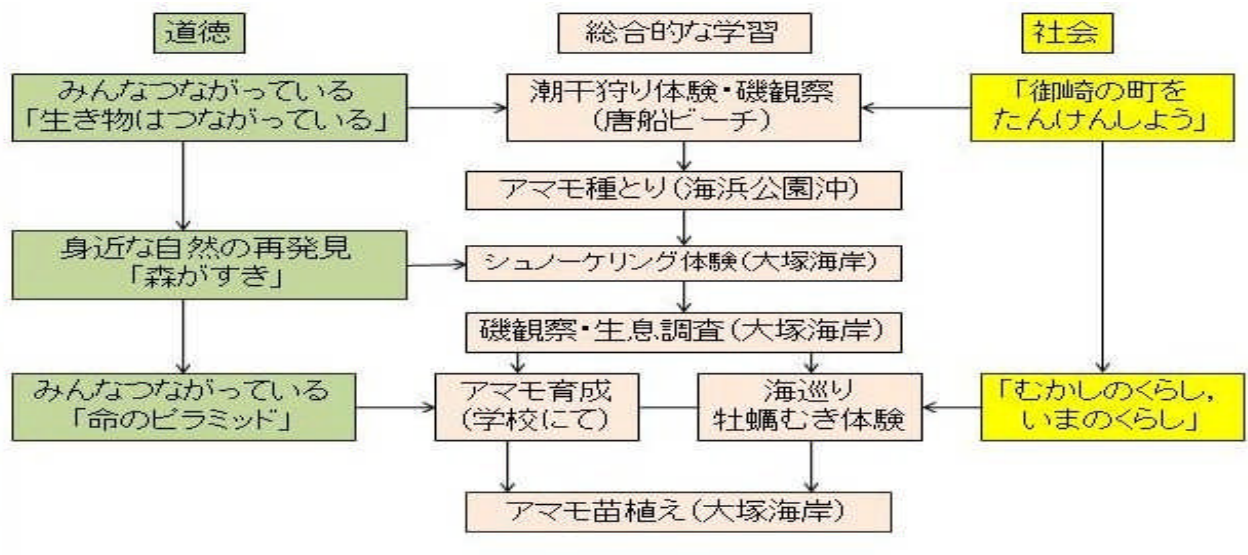 道徳
総合的な学習
社会
みんなつながっている
「生き物はつながっている」
潮干狩り体験・磯観察
(唐船ビーチ)
「御崎の町を
たんけんしよう」
アマモ種とり(海浜公園沖)
身近な自然の再発見
「森がすき」
シュノーケリング体験(大塚海岸)
磯観察・生息調査(大塚海岸)
みんなつながっている
「命のピラミッド」
アマモ育成
(学校にて)
海巡り
牡蠣むき体験
「むかしのくらし,
いまのくらし」
アマモ苗植え(大塚海岸)